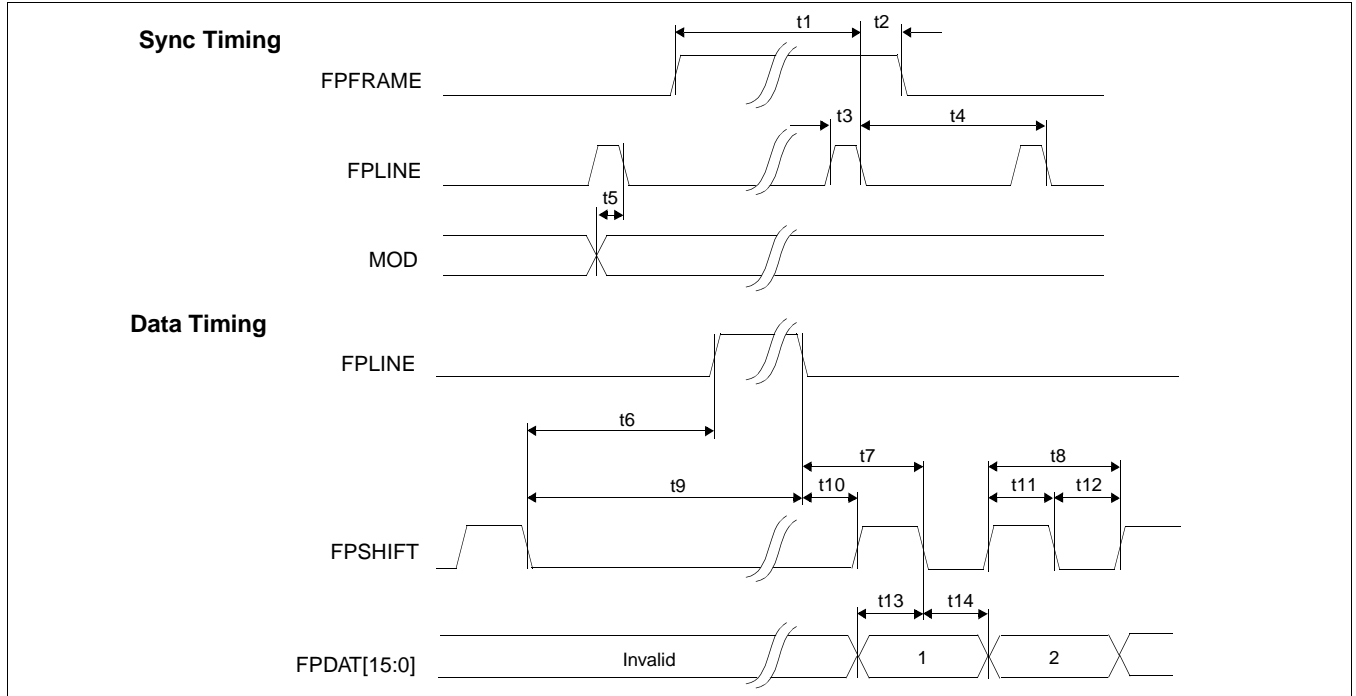 Sync Timing
t1 t2
FPFRAME
t3 t4
FPLINE
t5
MOD
Data Timing
FPLINE
t6
t7 t8
t9 t10 t11 t12
FPSHIFT
t13 t14
FPDAT[15:0] Invalid 1 2